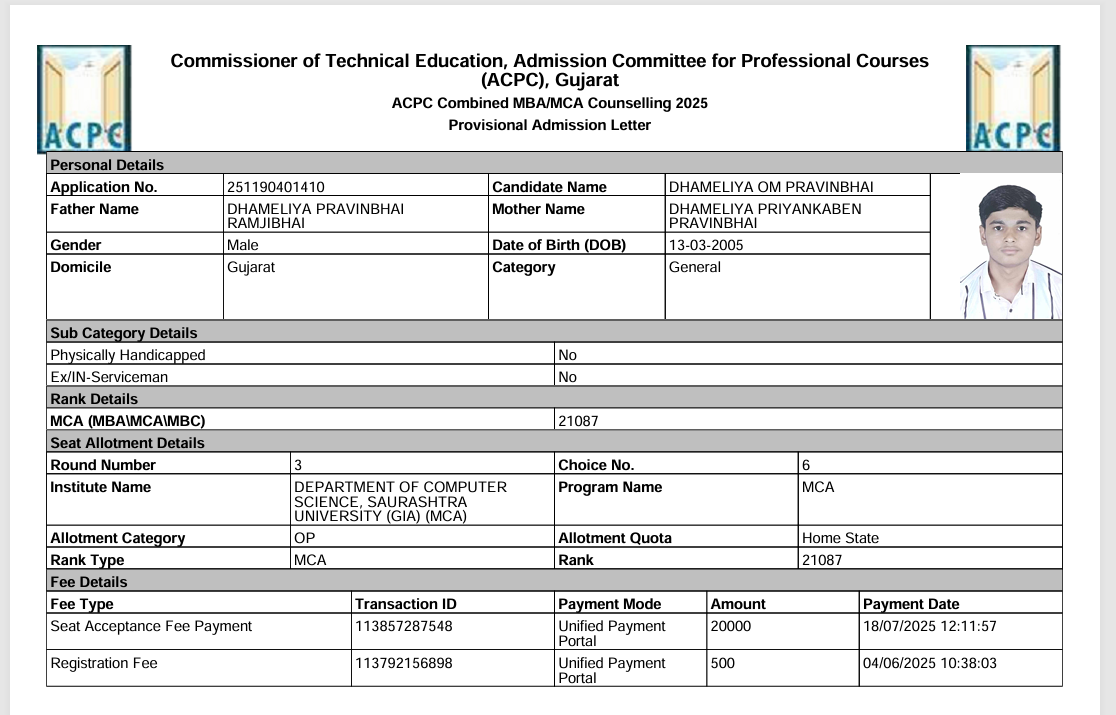 ACPC
Commissioner of Technical Education, Admission Committee for Professional Courses
(ACPC), Gujarat
ACPC Combined MBA/MCA Counselling 2025
Provisional Admission Letter
ACPC
Personal Details
Application No. 251190401410 Candidate Name DHAMELIYA OM PRAVINBHAI
Father Name DHAMELIYA PRAVINBHAI Mother Name DHAMELIYA PRIYANKABEN
RAMJIBHAI PRAVINBHAI
Gender Male Date of Birth (DOB) 13-03-2005
Domicile Gujarat Category General
Sub Category Details
Physically Handicapped No
Ex/IN-Serviceman No
Rank Details
MCA (MBA\MCA\MBC) 21087
Seat Allotment Details
Round Number 3 Choice No. 6
Institute Name DEPARTMENT OF COMPUTER Program Name MCA
SCIENCE, SAURASHTRA
UNIVERSITY (GIA) (MCA)
Allotment Category OP Allotment Quota Home State
Rank Type MCA Rank 21087
Fee Details
Fee Type Transaction ID Payment Mode Amount Payment Date
Seat Acceptance Fee Payment 113857287548 Unified Payment 20000 18/07/2025 12:11:57
Portal
Registration Fee 113792156898 Unified Payment 500 04/06/2025 10:38:03
Portal